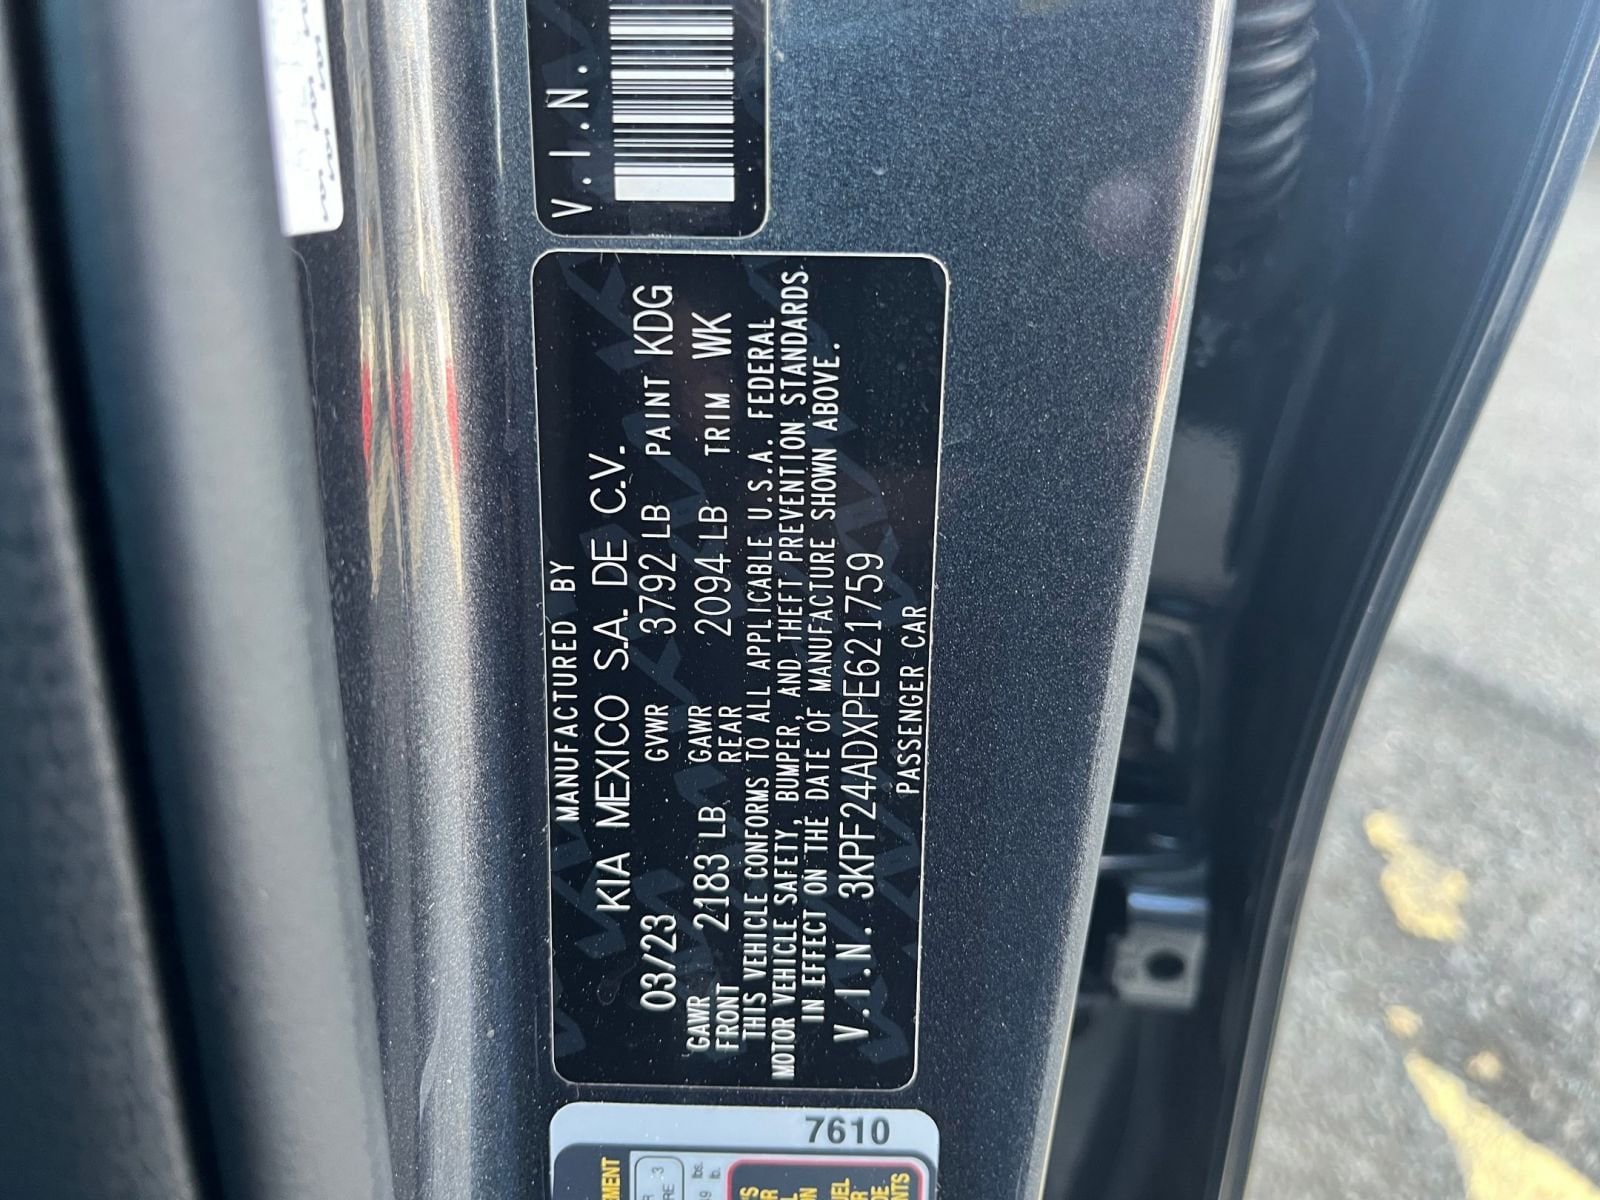 V.I.N.
MANUFACTURED BY
KIA MEXICO S.A. DE C.V.
03/23 GVWR 3792 LB PAINT KDG
GAWR FRONT 2183 LB GAWR REAR 2094 LB TRIM WK
THIS VEHICLE CONFORMS TO ALL APPLICABLE U.S.A. FEDERAL
MOTOR VEHICLE SAFETY, BUMPER, AND THEFT PREVENTION STANDARDS
IN EFFECT ON THE DATE OF MANUFACTURE SHOWN ABOVE.
V.I.N. 3KPF24ADXPE621759
PASSENGER CAR
7610